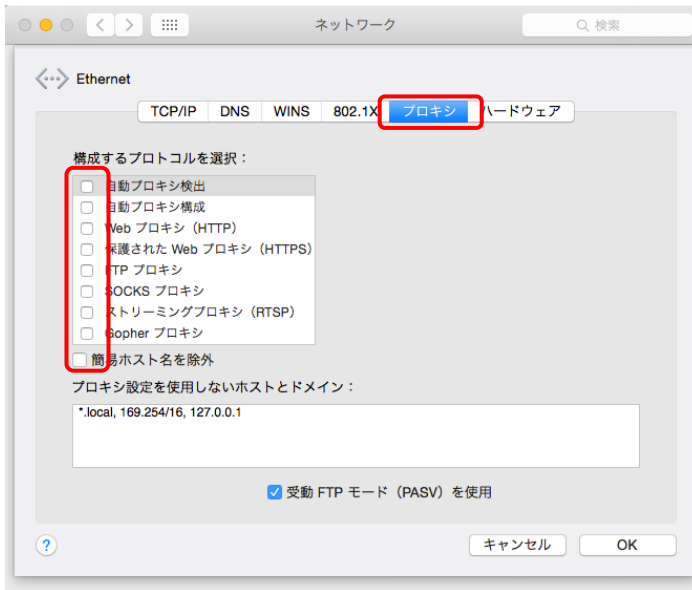 ネットワーク
検索
Ethernet
TCP/IP DNS WINS 802.1X プロキシ ハードウェア
構成するプロトコルを選択：
自動プロキシ検出
自動プロキシ構成
Web プロキシ（HTTP）
保護された Web プロキシ（HTTPS）
FTP プロキシ
SOCKS プロキシ
ストリーミングプロキシ（RTSP）
Gopher プロキシ
簡易ホスト名を除外
プロキシ設定を使用しないホストとドメイン：
*.local, 169.254/16, 127.0.0.1
受動 FTP モード（PASV）を使用
?
キャンセル OK